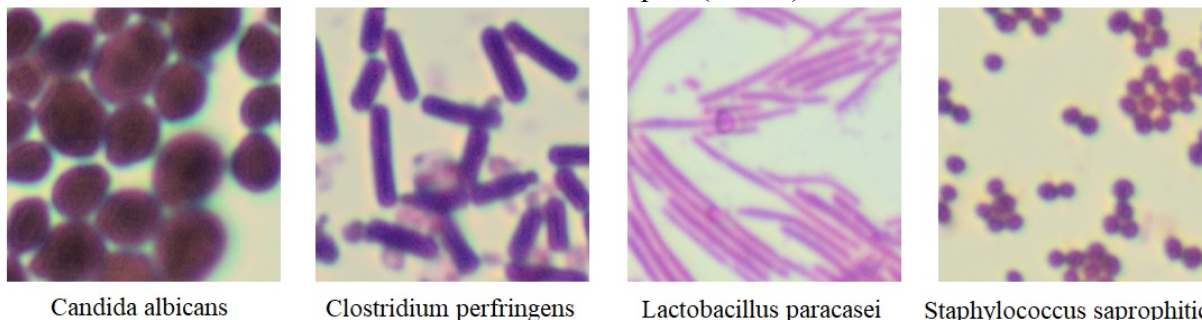 Candida albicans
Clostridium perfringens
Lactobacillus paracasei
Staphylococcus saprophitic